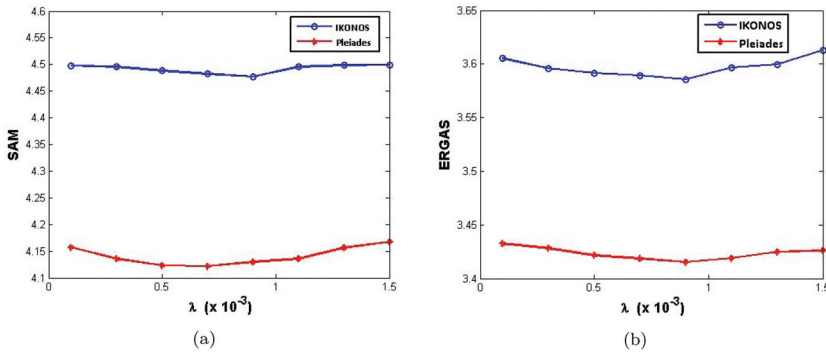 4.6
4.55
4.5
4.45
4.4
4.35
4.3
4.25
4.2
4.15
4.1
SAM
0
0.5
1
1.5
λ (x 10^-3)
IKONOS
Pleiades
(a)
3.65
3.6
3.55
3.5
3.45
3.4
ERGAS
0
0.5
1
1.5
λ (x 10^-3)
IKONOS
Pleiades
(b)